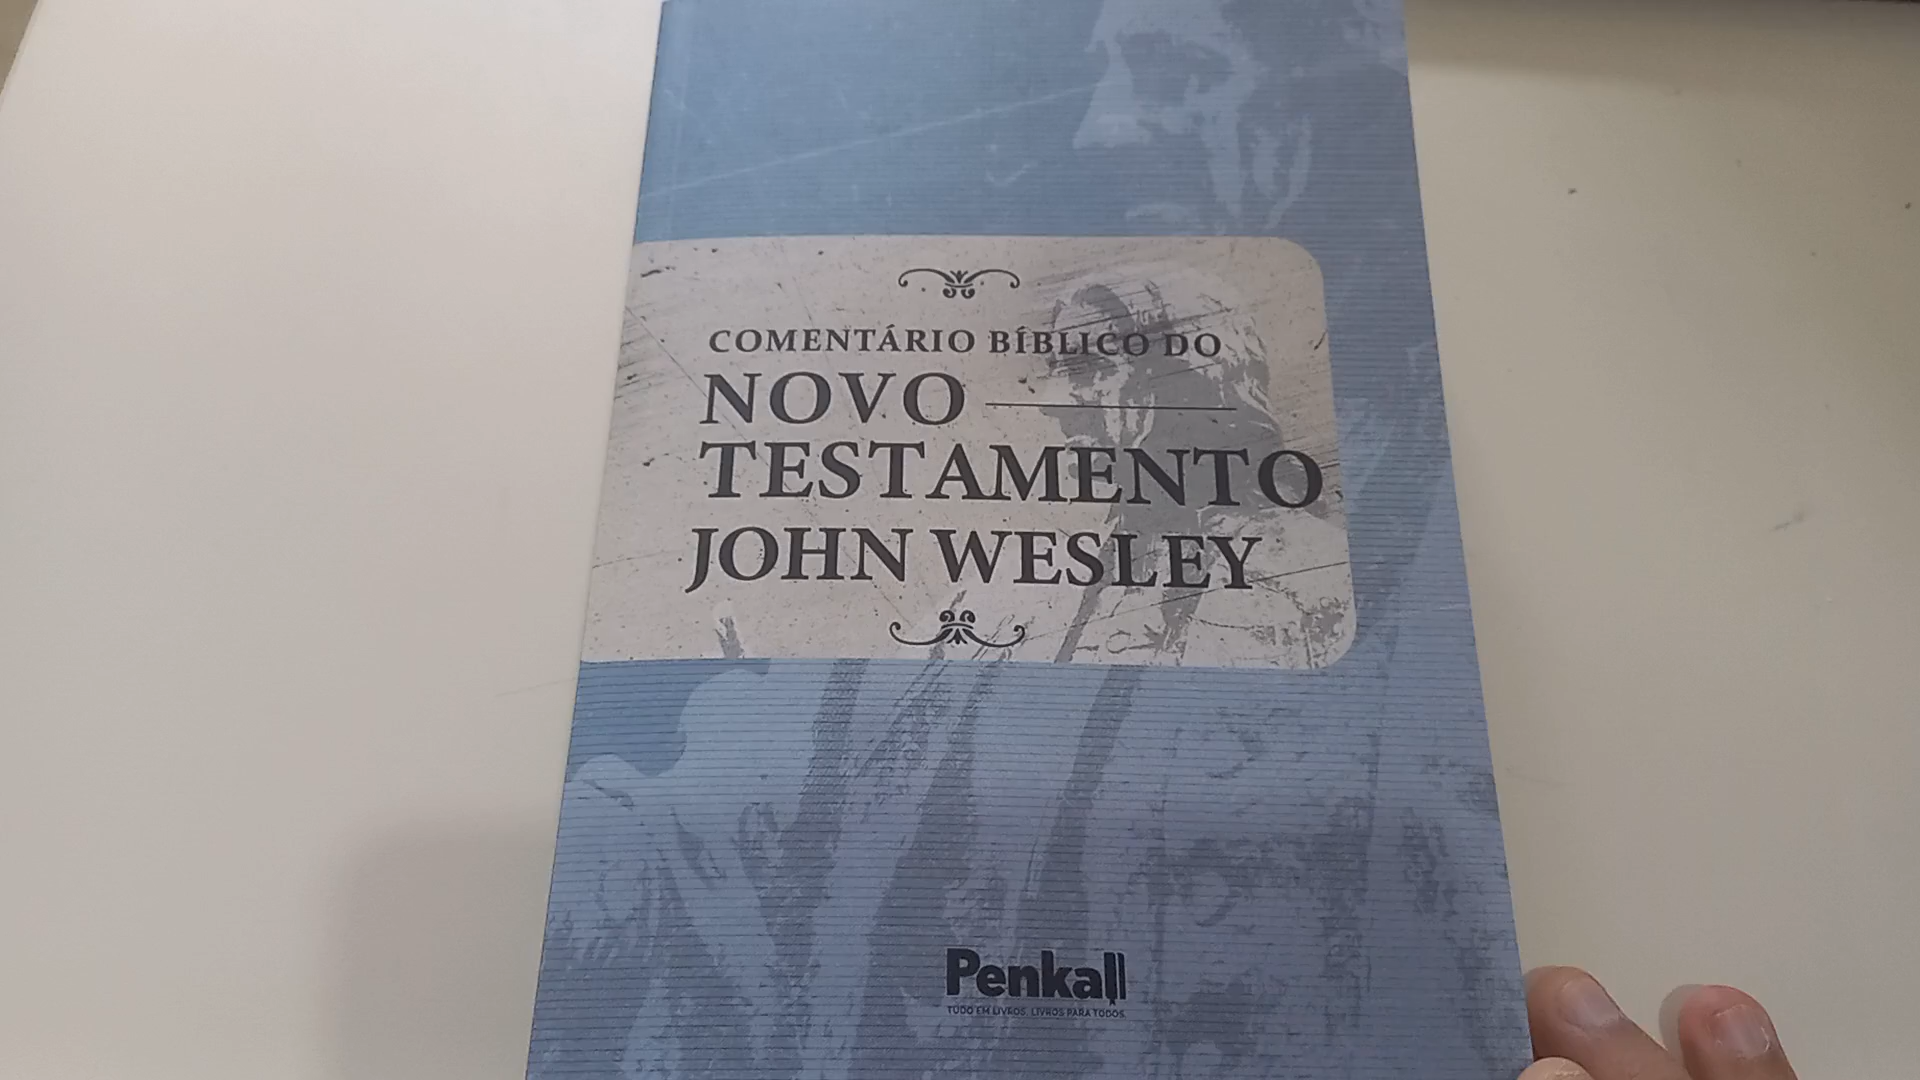 COMENTÁRIO BÍBLICO DO
NOVO
TESTAMENTO
JOHN WESLEY
Penkall
TUDO EM LIVROS. LIVROS PARA TODOS.